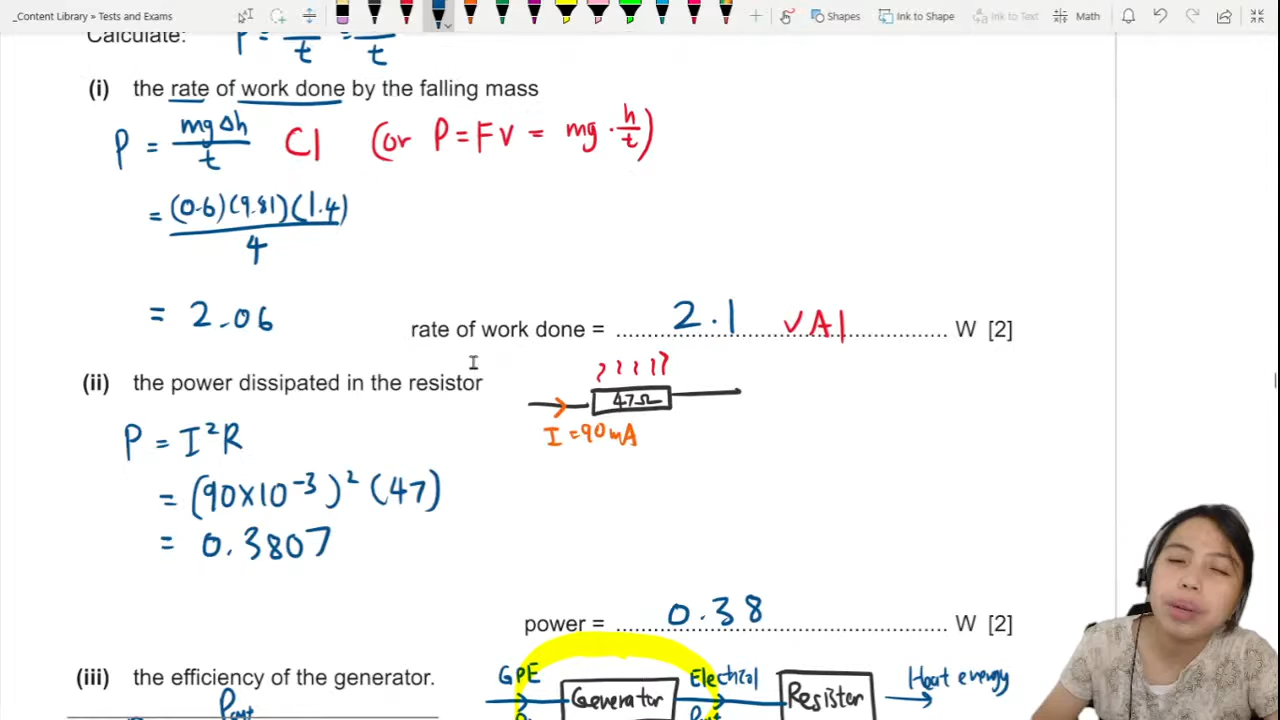 _Content Library » Tests and Exams
Shapes
Ink to Shape
Ink to Text
Math
Calculate: P = — = —
t t
(i) the rate of work done by the falling mass
P = mgΔh / t C1 (or P = FV = mg · h/t)
= (0.6)(9.81)(1.4) / 4
= 2.06
rate of work done = 2.1 ✓A1 W [2]
(ii) the power dissipated in the resistor
47Ω
I = 90mA
P = I²R
= (90×10⁻³)² (47)
= 0.3807
power = 0.38 W [2]
(iii) the efficiency of the generator.
GPE Generator Electrical Resistor Heat energy
Pout Pout